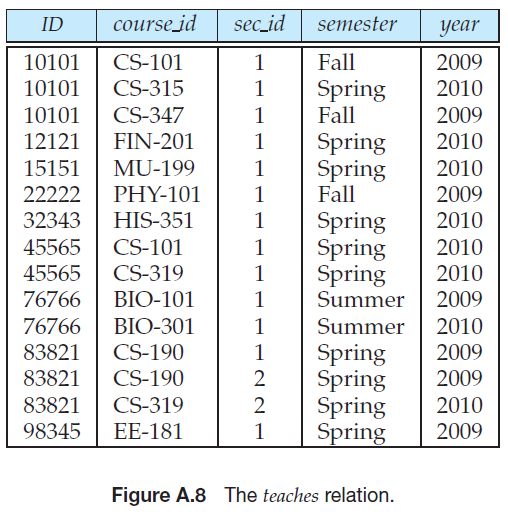 ID course_id sec_id semester year
10101 CS-101 1 Fall 2009
10101 CS-315 1 Spring 2010
10101 CS-347 1 Fall 2009
12121 FIN-201 1 Spring 2010
15151 MU-199 1 Spring 2010
22222 PHY-101 1 Fall 2009
32343 HIS-351 1 Spring 2010
45565 CS-101 1 Spring 2010
45565 CS-319 1 Spring 2010
76766 BIO-101 1 Summer 2009
76766 BIO-301 1 Summer 2010
83821 CS-190 1 Spring 2009
83821 CS-190 2 Spring 2009
83821 CS-319 2 Spring 2010
98345 EE-181 1 Spring 2009
Figure A.8 The teaches relation.